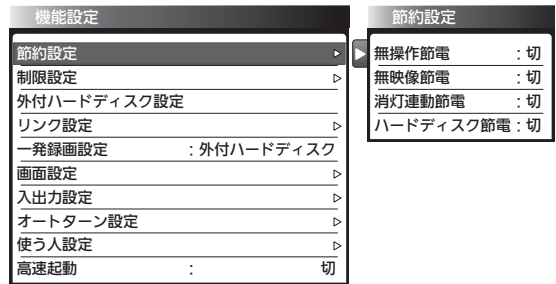 機能設定
節約設定
制限設定
外付ハードディスク設定
リンク設定
一発録画設定 :外付ハードディスク
画面設定
入出力設定
オートターン設定
使う人設定
高速起動 : 切
節約設定
無操作節電 :切
無映像節電 :切
消灯連動節電 :切
ハードディスク節電:切